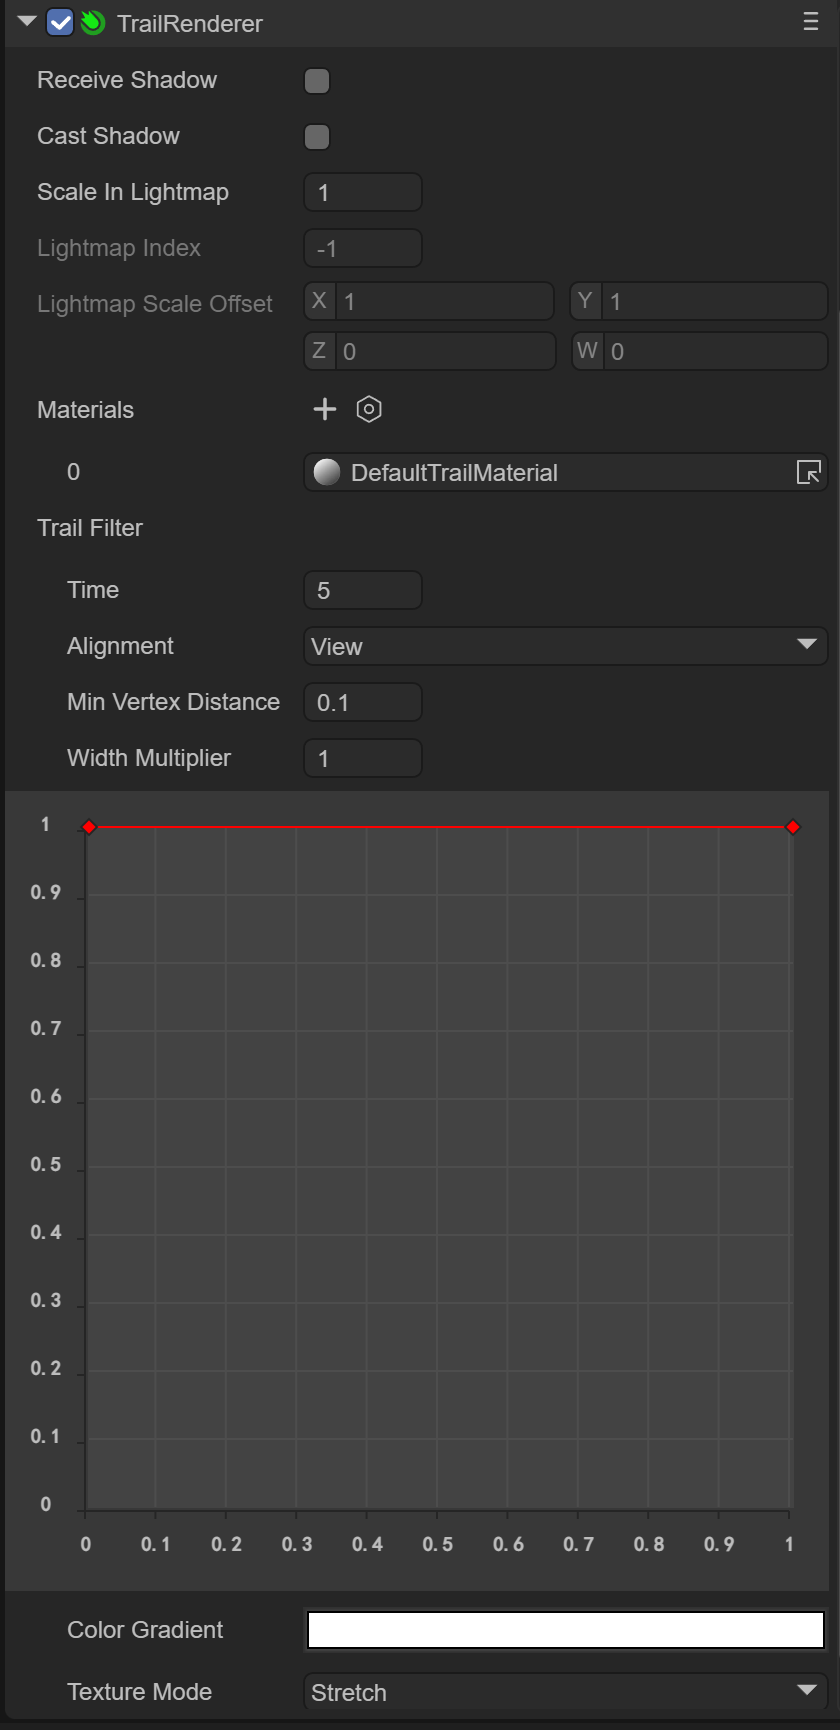 TrailRenderer
Receive Shadow
Cast Shadow
Scale In Lightmap 1
Lightmap Index -1
Lightmap Scale Offset X 1 Y 1
Z 0 W 0
Materials
0 DefaultTrailMaterial
Trail Filter
Time 5
Alignment View
Min Vertex Distance 0.1
Width Multiplier 1
1
0.9
0.8
0.7
0.6
0.5
0.4
0.3
0.2
0.1
0
0 0.1 0.2 0.3 0.4 0.5 0.6 0.7 0.8 0.9 1
Color Gradient
Texture Mode Stretch